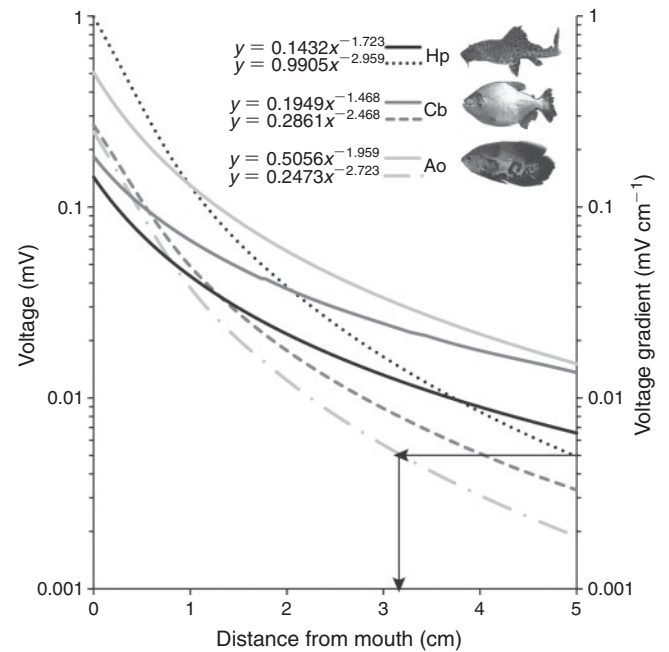 y = 0.1432x−1.723
y = 0.9905x−2.959
Hp
y = 0.1949x−1.468
y = 0.2861x−2.468
Cb
y = 0.5056x−1.959
y = 0.2473x−2.723
Ao
1
0.1
0.01
0.001
Voltage (mV)
1
0.1
0.01
0.001
Voltage gradient (mV cm−1)
0 1 2 3 4 5
Distance from mouth (cm)